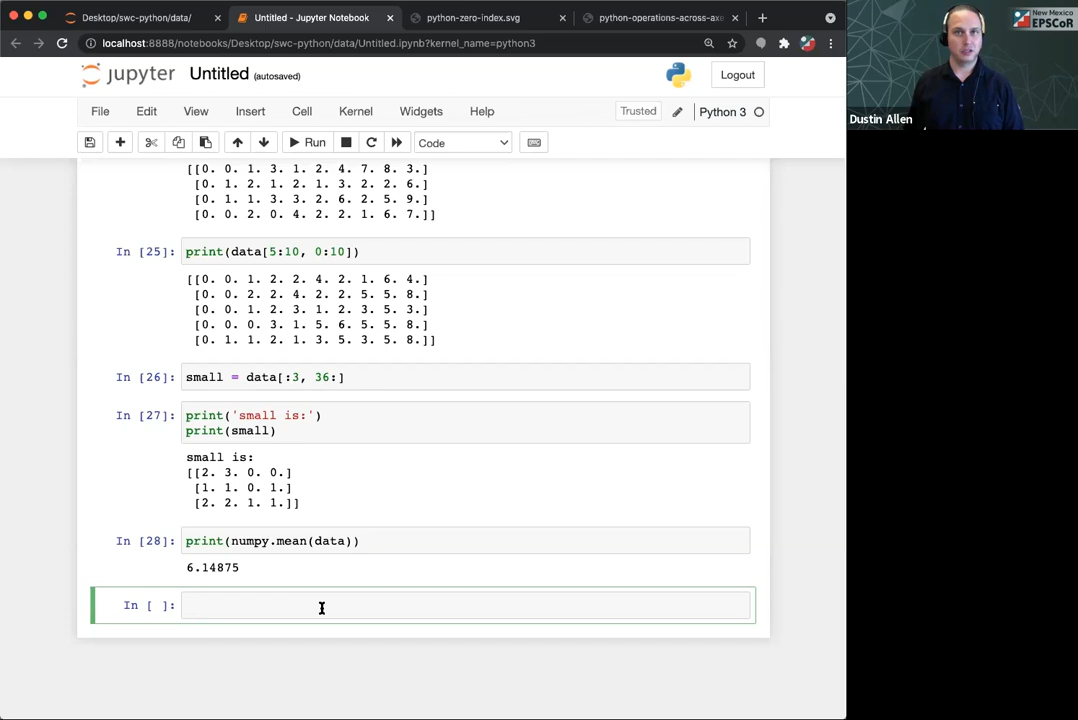 Desktop/swc-python/data/
Untitled - Jupyter Notebook
python-zero-index.svg
python-operations-across-axe
localhost:8888/notebooks/Desktop/swc-python/data/Untitled.ipynb?kernel_name=python3
jupyter Untitled (autosaved)
Logout
File Edit View Insert Cell Kernel Widgets Help
Trusted Python 3
Run Code
[[0. 0. 1. 3. 1. 2. 4. 7. 8. 3.]
[0. 1. 2. 1. 2. 1. 3. 2. 2. 6.]
[0. 1. 1. 3. 3. 2. 6. 2. 5. 9.]
[0. 0. 2. 0. 4. 2. 2. 1. 6. 7.]]
In [25]: print(data[5:10, 0:10])
[[0. 0. 1. 2. 2. 4. 2. 1. 6. 4.]
[0. 0. 2. 2. 4. 2. 2. 5. 5. 8.]
[0. 0. 1. 2. 3. 1. 2. 3. 5. 3.]
[0. 0. 0. 3. 1. 5. 6. 5. 5. 8.]
[0. 1. 1. 2. 1. 3. 5. 3. 5. 8.]]
In [26]: small = data[:3, 36:]
In [27]: print('small is:')
print(small)
small is:
[[2. 3. 0. 0.]
[1. 1. 0. 1.]
[2. 2. 1. 1.]]
In [28]: print(numpy.mean(data))
6.14875
In [ ]:
New Mexico
EPSCoR
Dustin Allen